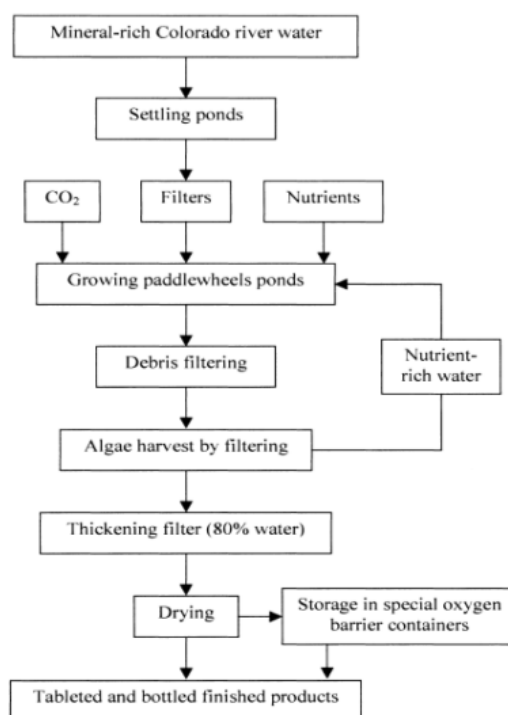 Mineral-rich Colorado river water
Settling ponds
CO₂
Filters
Nutrients
Growing paddlewheels ponds
Debris filtering
Nutrient-
rich water
Algae harvest by filtering
Thickening filter (80% water)
Drying
Storage in special oxygen
barrier containers
Tableted and bottled finished products